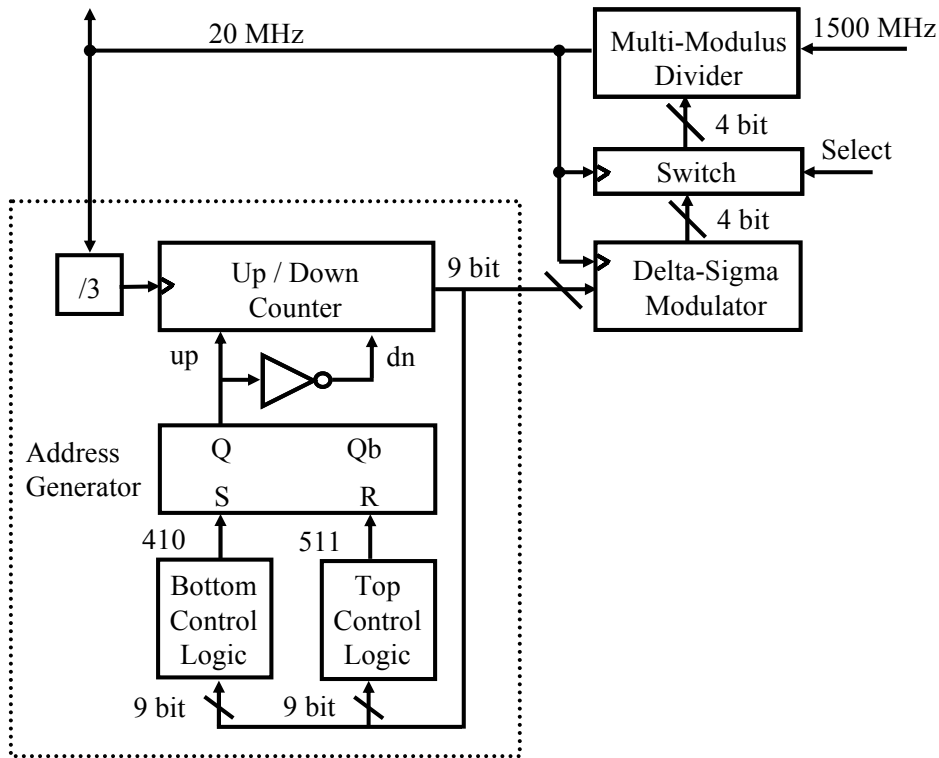 20 MHz
Multi-Modulus
Divider
1500 MHz
4 bit
Switch
Select
4 bit
/3
Up / Down
Counter
9 bit
Delta-Sigma
Modulator
up
dn
Address
Generator
Q
Qb
S
R
410
511
Bottom
Control
Logic
Top
Control
Logic
9 bit
9 bit